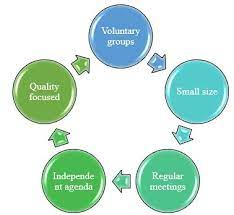 Voluntary
groups
Small size
Regular
meetings
Independe
nt agenda
Quality
focused